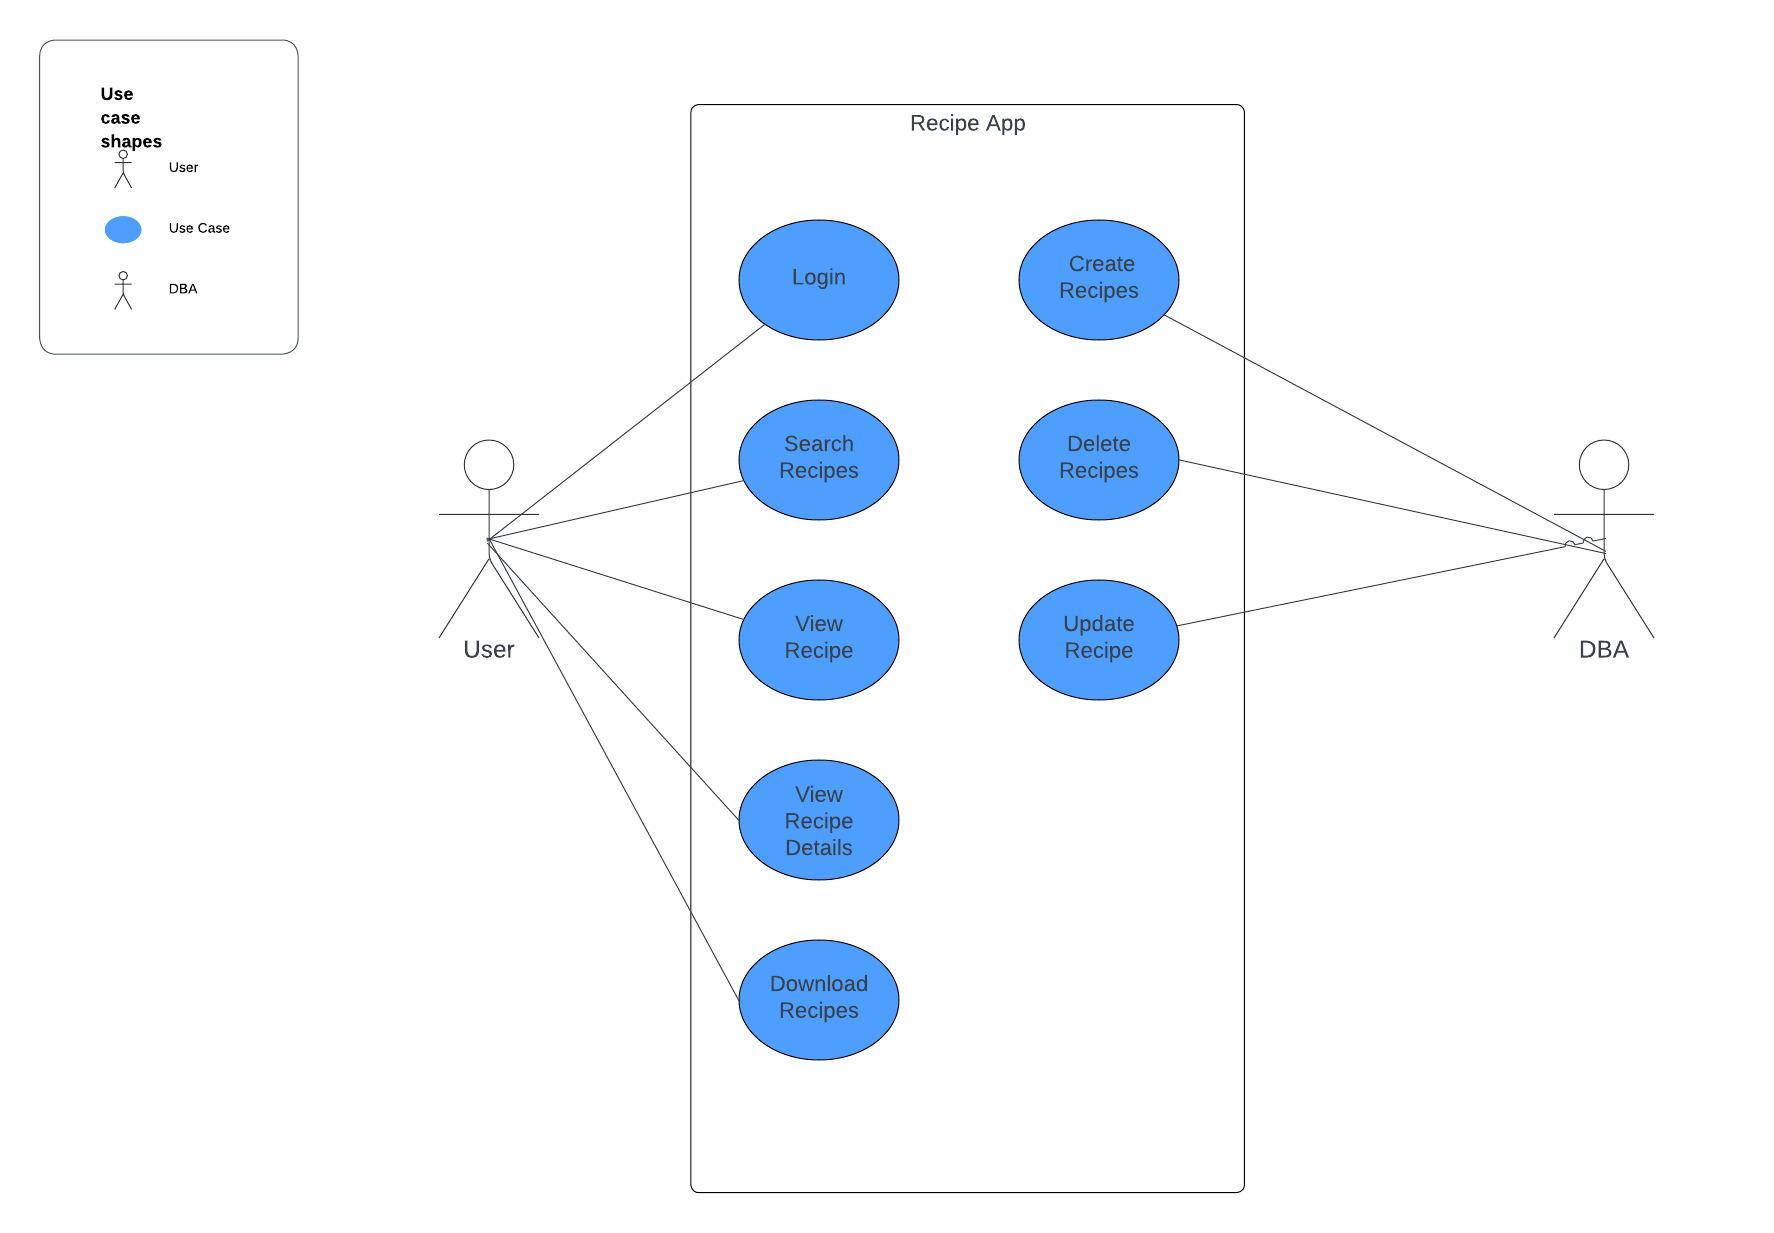 Use
case
shapes
User
Use Case
DBA
Recipe App
Login
Create
Recipes
Search
Recipes
Delete
Recipes
View
Recipe
Update
Recipe
User
DBA
View
Recipe
Details
Download
Recipes